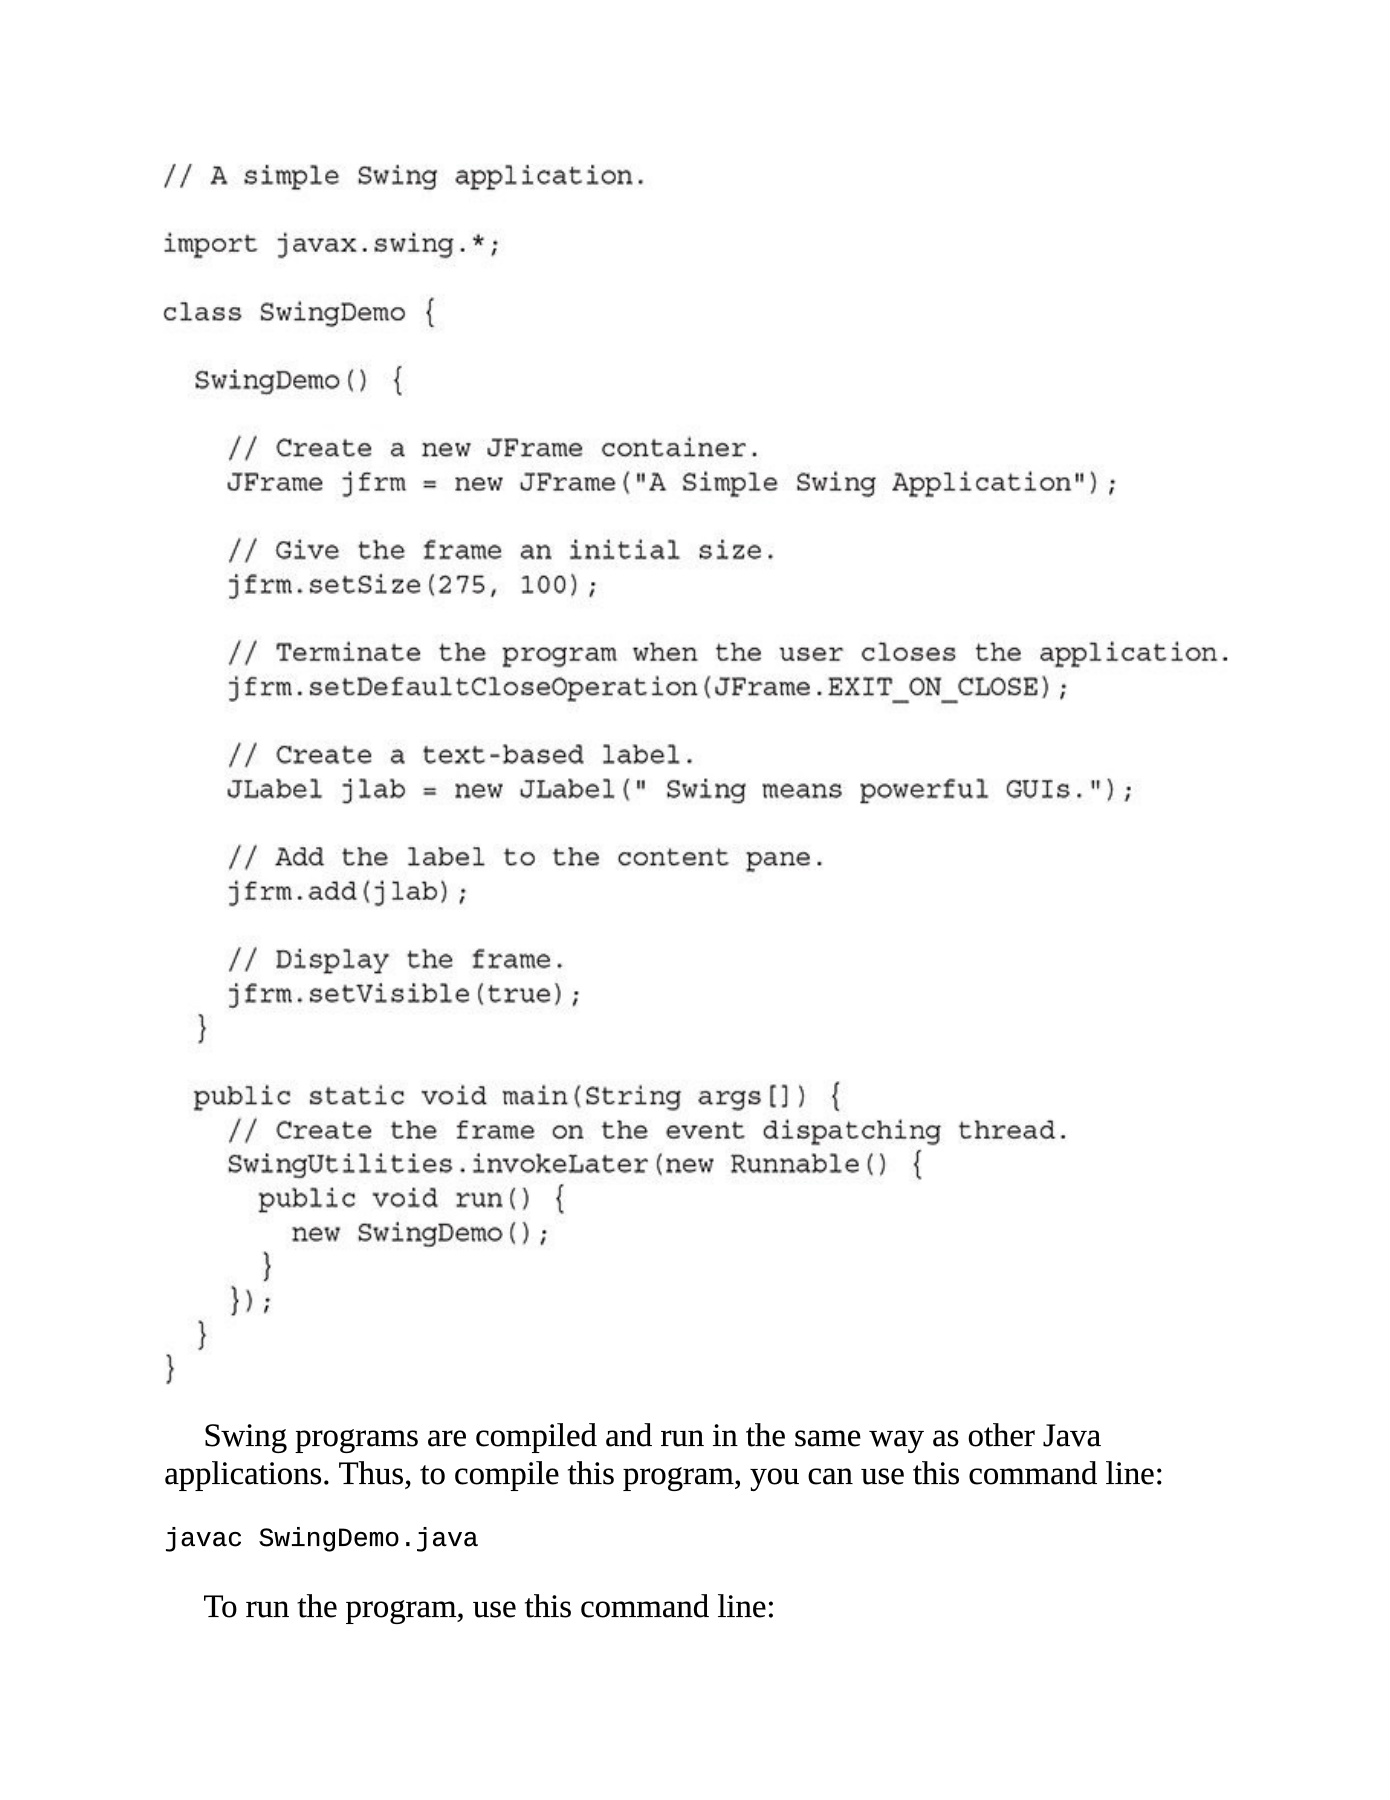 // A simple Swing application.
import javax.swing.*;
class SwingDemo {
SwingDemo() {
// Create a new JFrame container.
JFrame jfrm = new JFrame("A Simple Swing Application");
// Give the frame an initial size.
jfrm.setSize(275, 100);
// Terminate the program when the user closes the application.
jfrm.setDefaultCloseOperation(JFrame.EXIT_ON_CLOSE);
// Create a text-based label.
JLabel jlab = new JLabel(" Swing means powerful GUIs.");
// Add the label to the content pane.
jfrm.add(jlab);
// Display the frame.
jfrm.setVisible(true);
}
public static void main(String args[]) {
// Create the frame on the event dispatching thread.
SwingUtilities.invokeLater(new Runnable() {
public void run() {
new SwingDemo();
}
});
}
}
Swing programs are compiled and run in the same way as other Java
applications. Thus, to compile this program, you can use this command line:
javac SwingDemo.java
To run the program, use this command line: